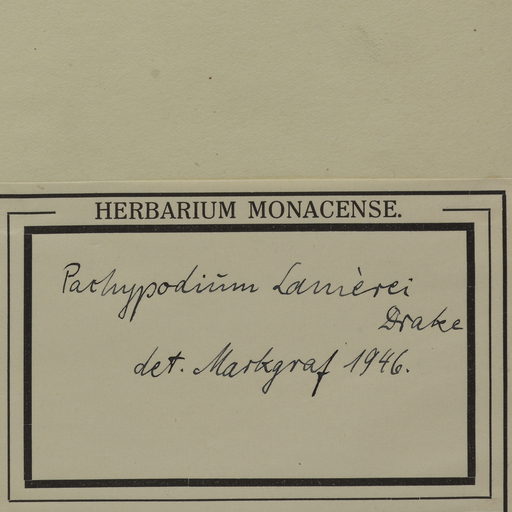 HERBARIUM MONACENSE.
Pachypodium Lamèrei
Drake
det. Markgraf 1946.